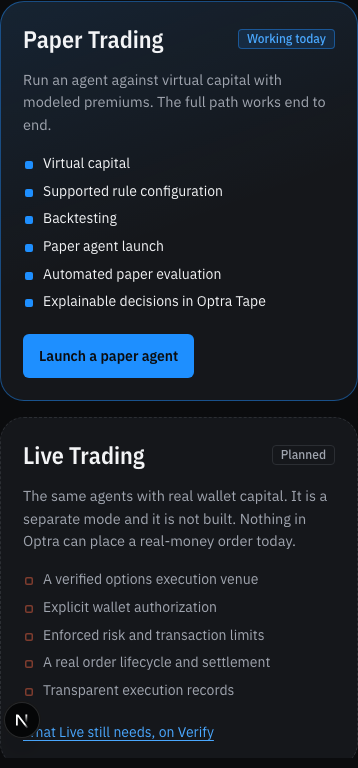 Paper Trading
Working today
Run an agent against virtual capital with
modeled premiums. The full path works end to
end.
Virtual capital
Supported rule configuration
Backtesting
Paper agent launch
Automated paper evaluation
Explainable decisions in Optra Tape
Launch a paper agent
Live Trading
Planned
The same agents with real wallet capital. It is a
separate mode and it is not built. Nothing in
Optra can place a real-money order today.
A verified options execution venue
Explicit wallet authorization
Enforced risk and transaction limits
A real order lifecycle and settlement
Transparent execution records
N
Live still needs, on Verify